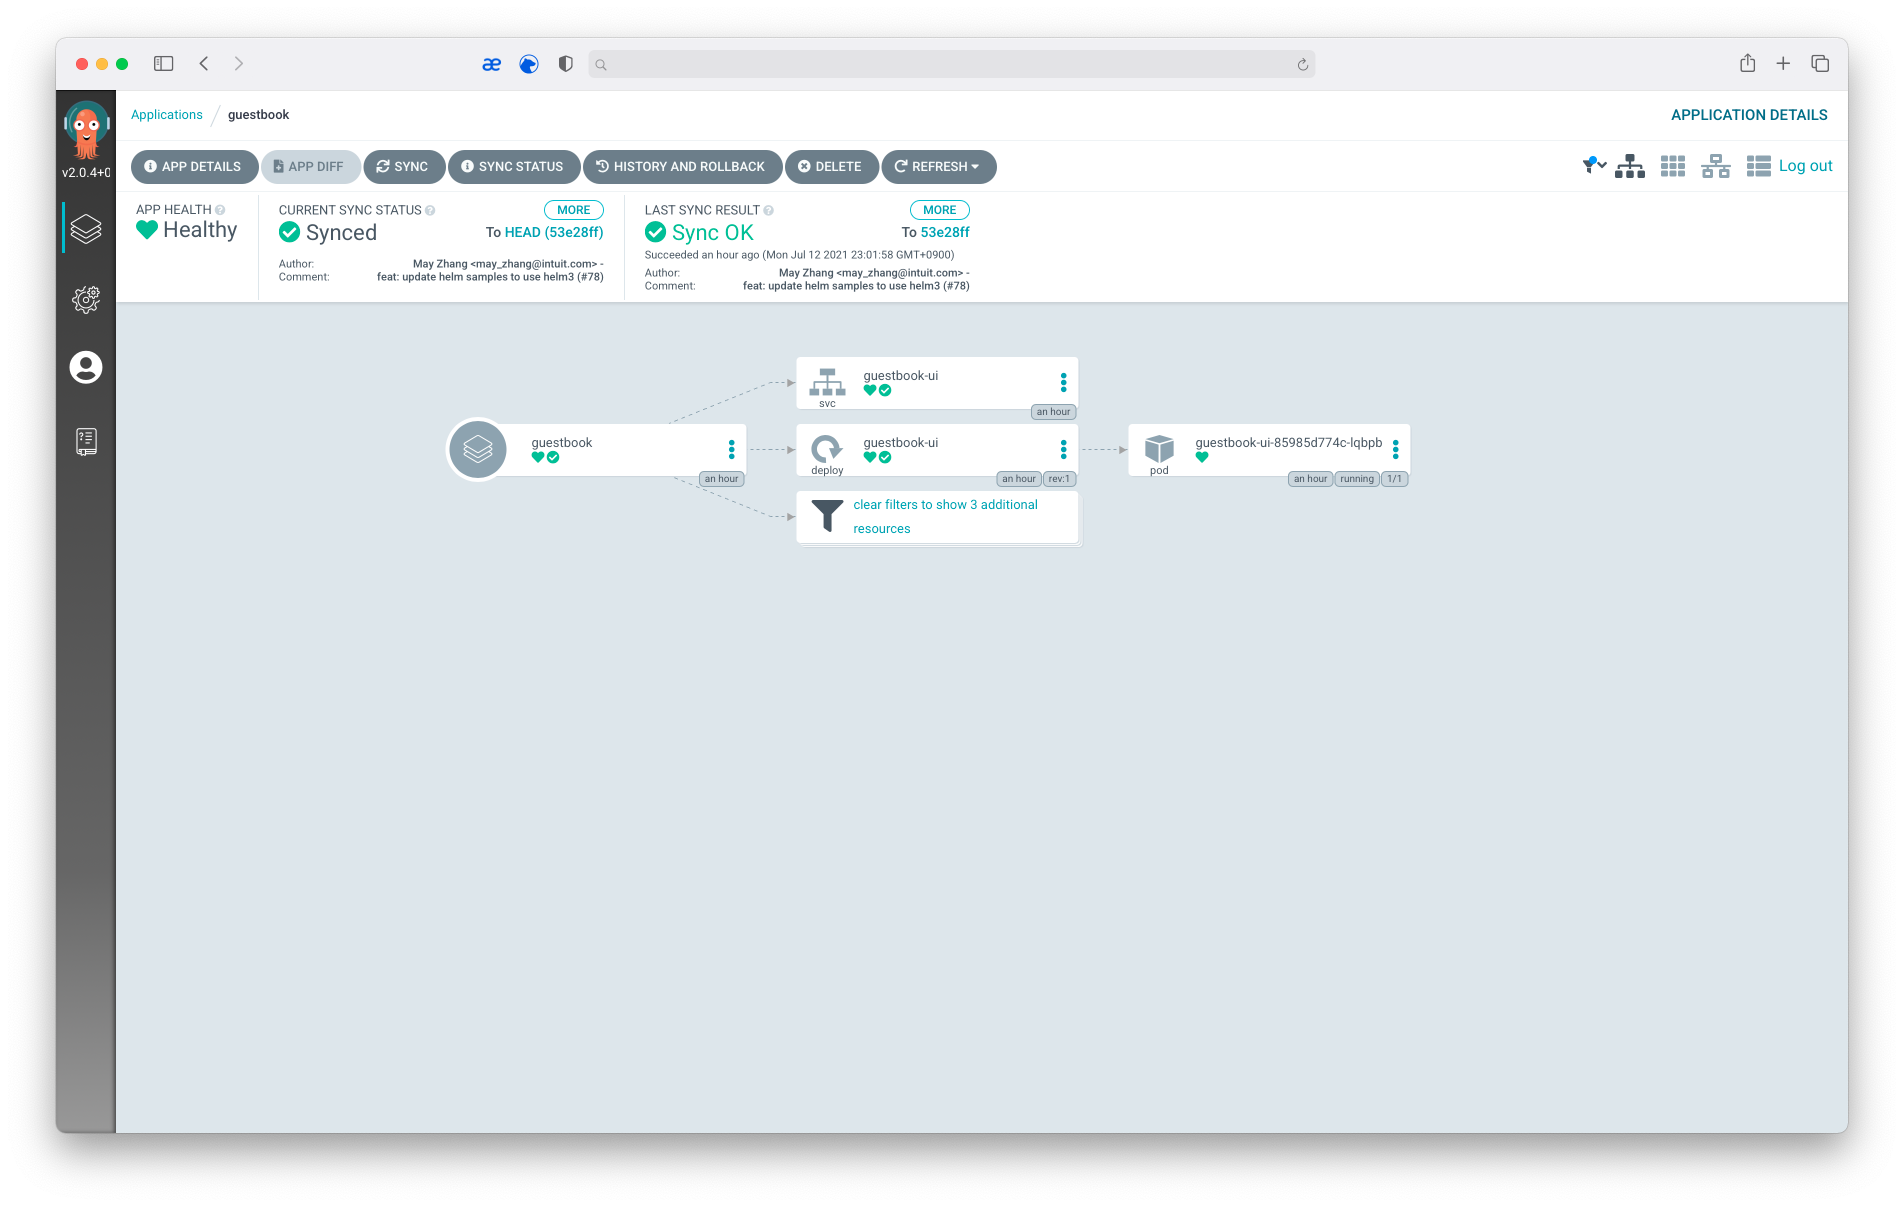 Applications
guestbook
APPLICATION DETAILS
v2.0.4+0
APP DETAILS
APP DIFF
SYNC
SYNC STATUS
HISTORY AND ROLLBACK
DELETE
REFRESH
Log out
APP HEALTH
Healthy
CURRENT SYNC STATUS
MORE
Synced
To HEAD (53e28ff)
Author: May Zhang <may_zhang@intuit.com> -
Comment: feat: update helm samples to use helm3 (#78)
LAST SYNC RESULT
MORE
Sync OK
To 53e28ff
Succeeded an hour ago (Mon Jul 12 2021 23:01:58 GMT+0900)
Author: May Zhang <may_zhang@intuit.com> -
Comment: feat: update helm samples to use helm3 (#78)
guestbook
an hour
guestbook-ui
svc
an hour
guestbook-ui
deploy
an hour
rev:1
guestbook-ui-85985d774c-lqbpb
pod
an hour
running
1/1
clear filters to show 3 additional
resources